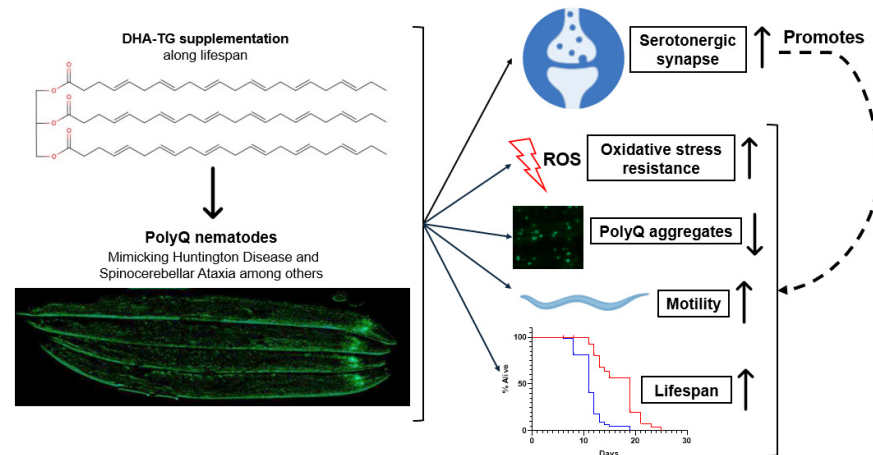 DHA-TG supplementation
along lifespan
O
O
O
O
O
O
PolyQ nematodes
Mimicking Huntington Disease and
Spinocerebellar Ataxia among others
Serotonergic
synapse
Promotes
ROS
Oxidative stress
resistance
PolyQ aggregates
Motility
% Alive
100
50
0
0
10
20
30
Days
Lifespan